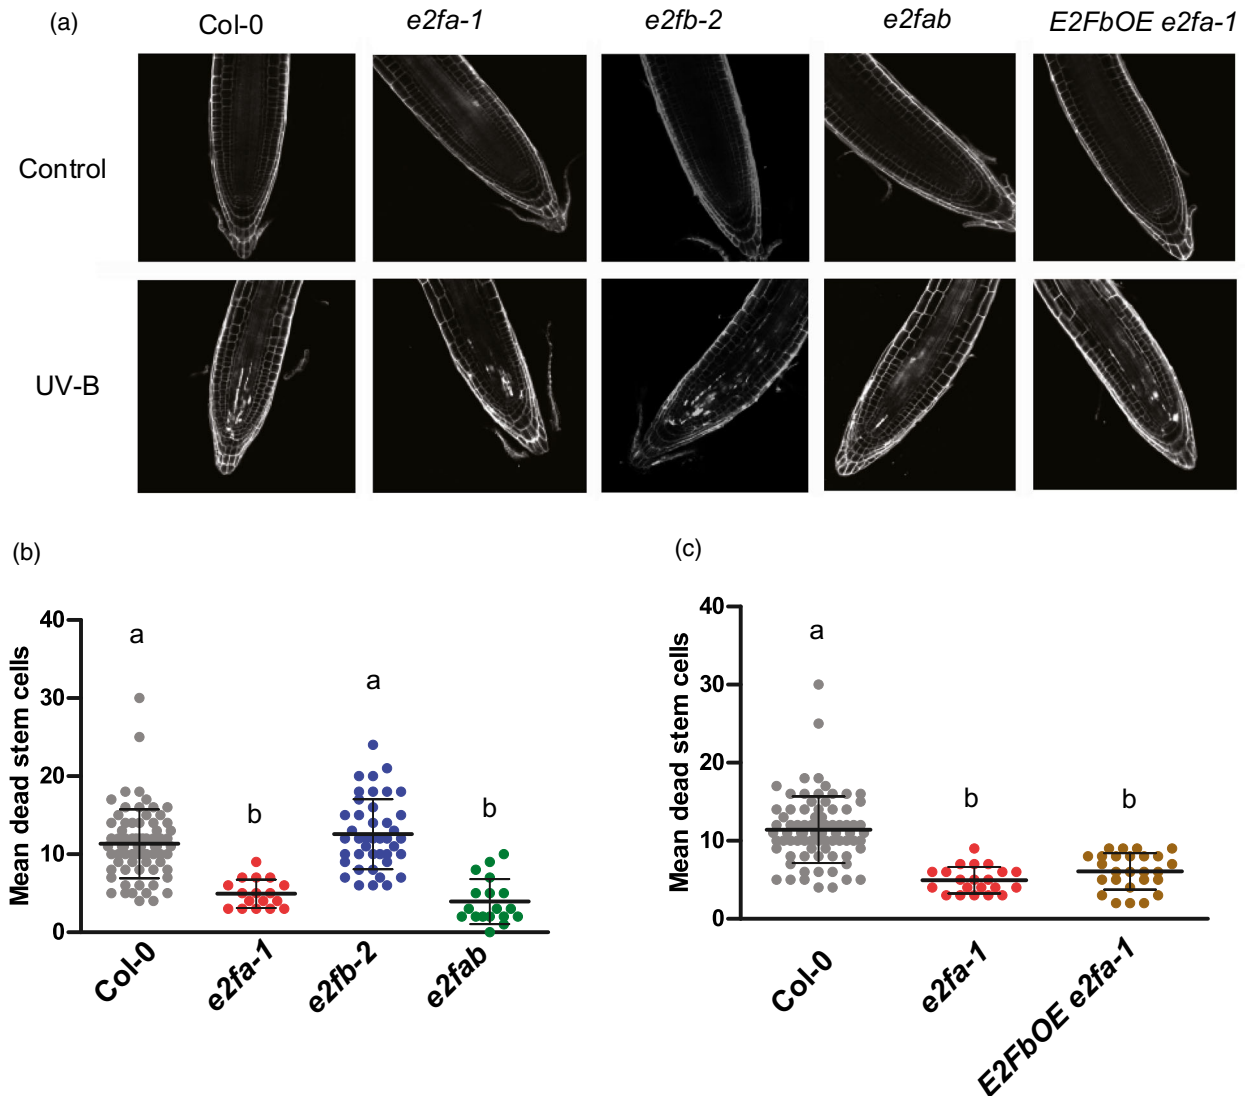 (a)
Col-0 e2fa-1 e2fb-2 e2fab E2FbOE e2fa-1
Control
UV-B
(b)
Mean dead stem cells
40
30
20
10
0
a
b
a
b
Col-0
e2fa-1
e2fb-2
e2fab
(c)
Mean dead stem cells
40
30
20
10
0
a
b
b
Col-0
e2fa-1
E2FbOE e2fa-1